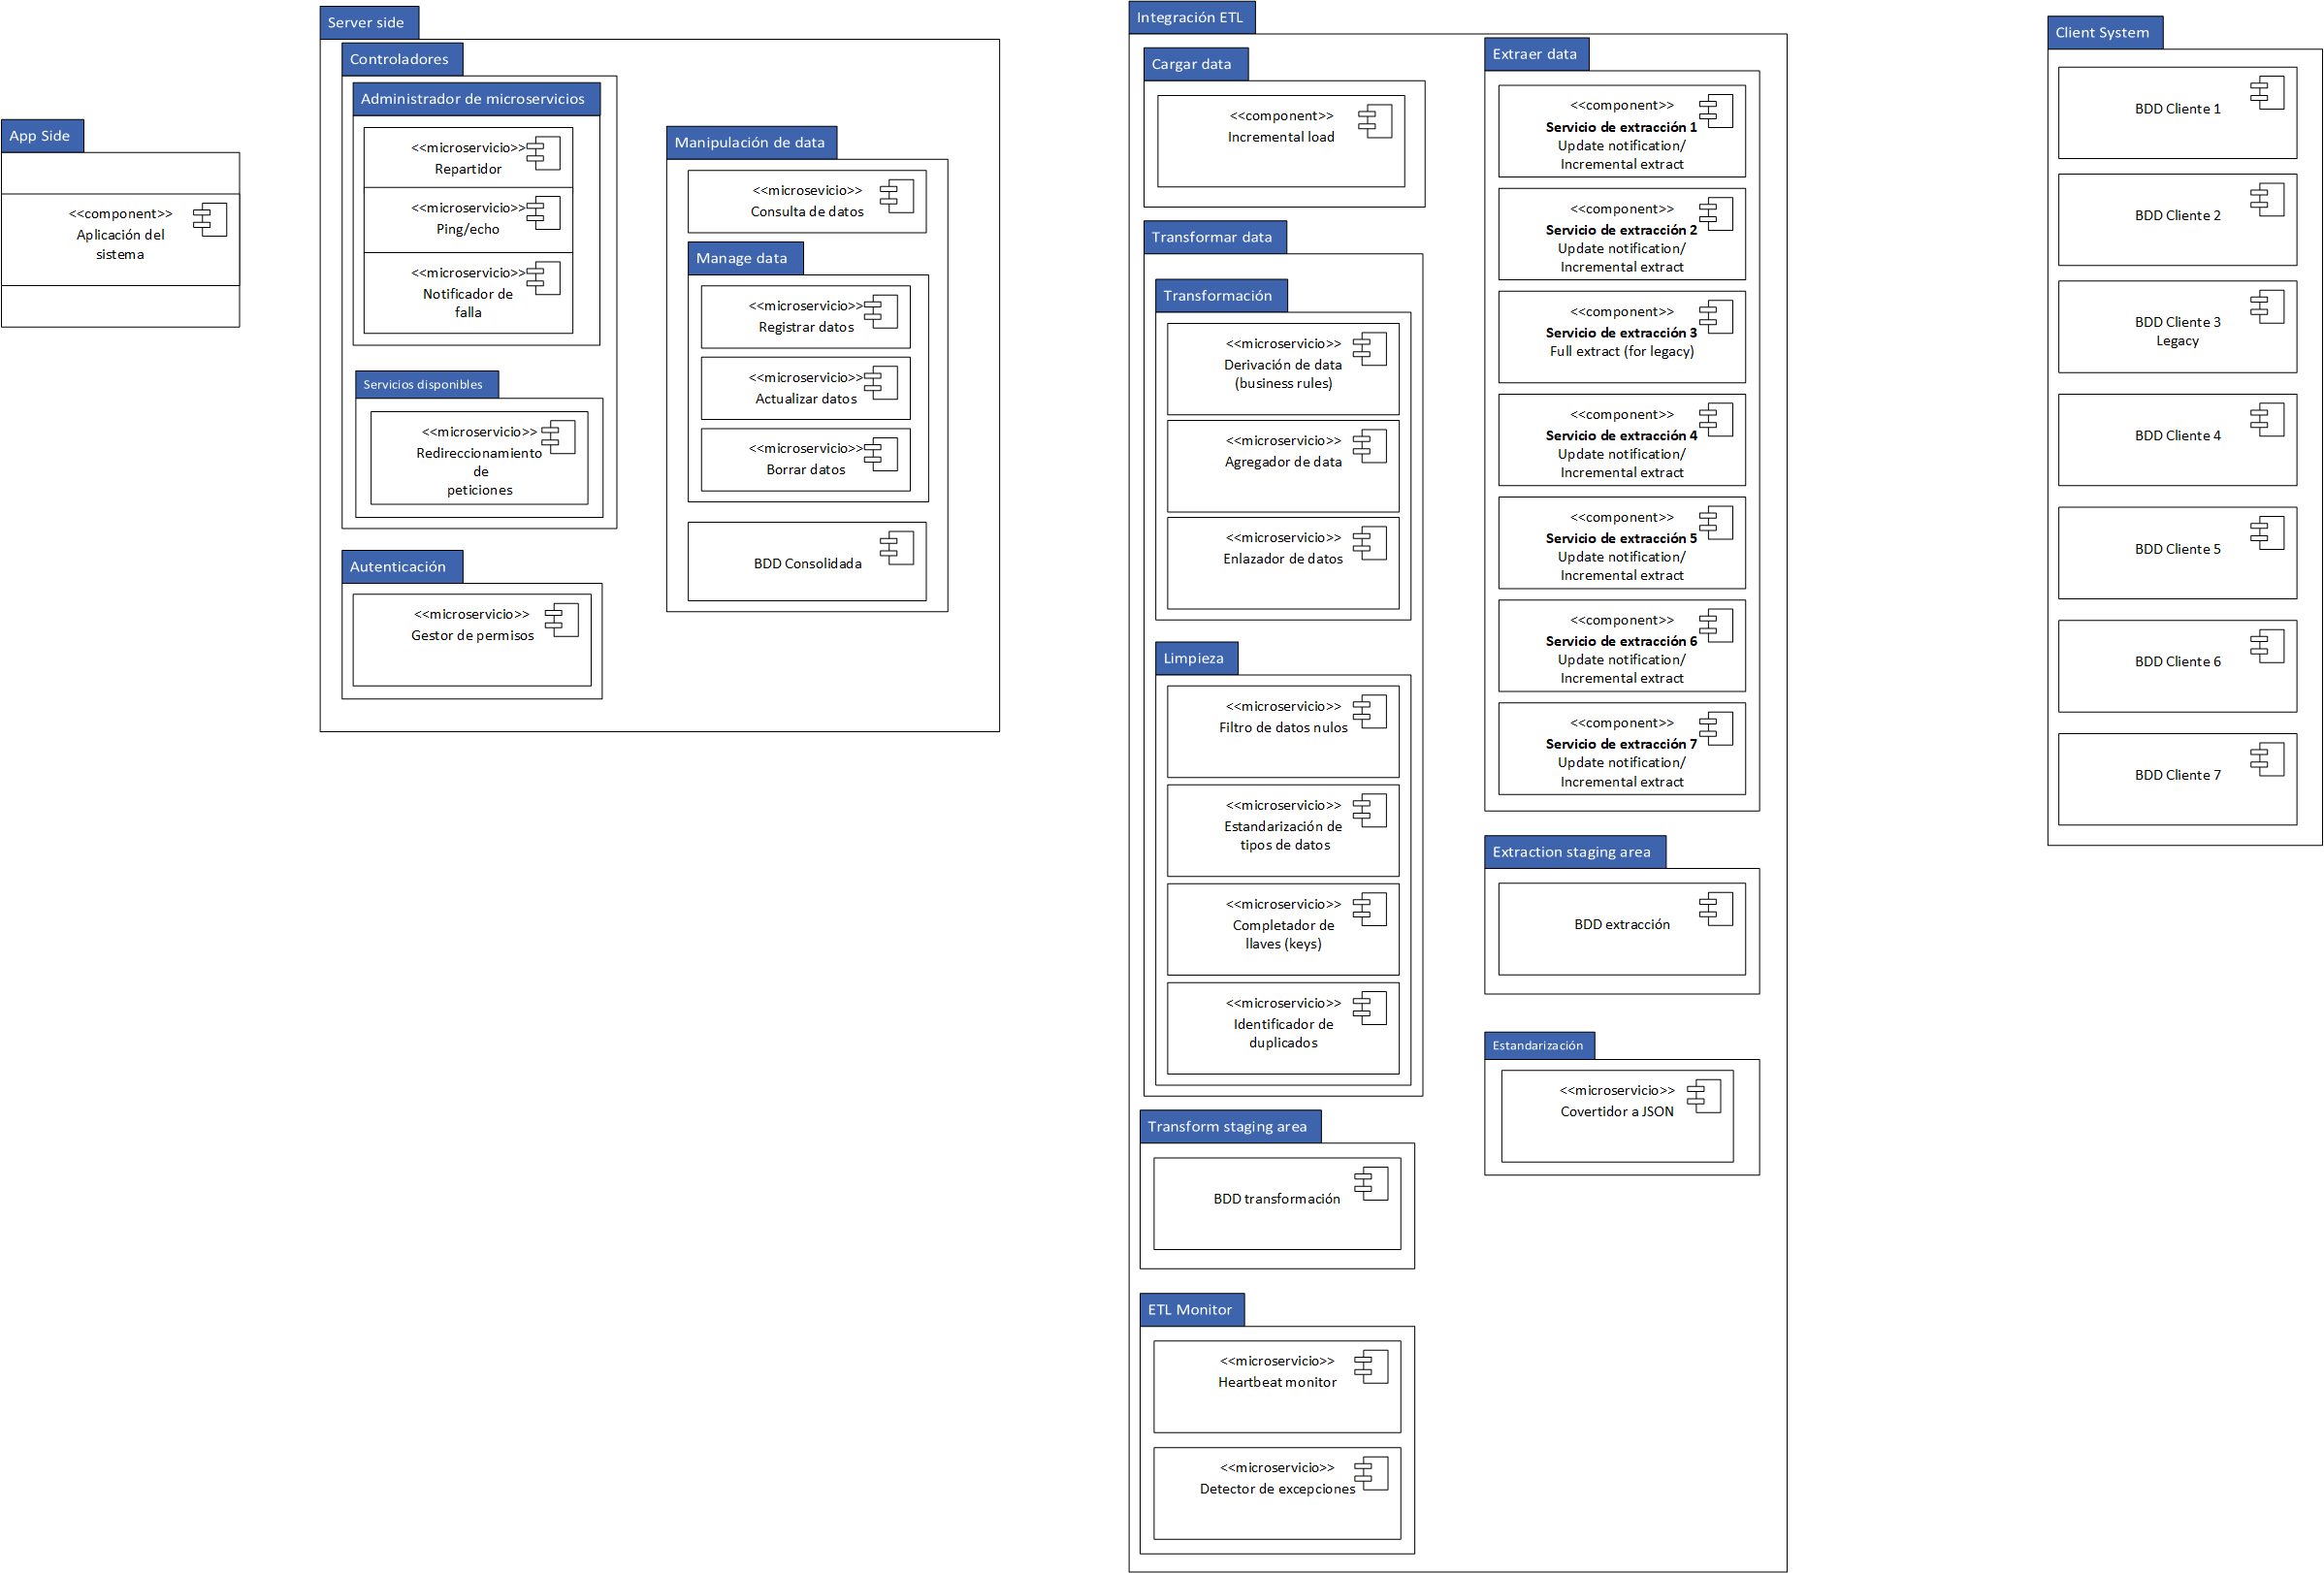 App Side
<<component>>
Aplicación del
sistema
Server side
Controladores
Administrador de microservicios
<<microservicio>>
Repartidor
<<microservicio>>
Ping/echo
<<microservicio>>
Notificador de
falla
Servicios disponibles
<<microservicio>>
Redireccionamiento
de
peticiones
Autenticación
<<microservicio>>
Gestor de permisos
Manipulación de data
<<microsevicio>>
Consulta de datos
Manage data
<<microservicio>>
Registrar datos
<<microservicio>>
Actualizar datos
<<microservicio>>
Borrar datos
BDD Consolidada
Integración ETL
Cargar data
<<component>>
Incremental load
Transformar data
Transformación
<<microservicio>>
Derivación de data
(business rules)
<<microservicio>>
Agregador de data
<<microservicio>>
Enlazador de datos
Limpieza
<<microservicio>>
Filtro de datos nulos
<<microservicio>>
Estandarización de
tipos de datos
<<microservicio>>
Completador de
llaves (keys)
<<microservicio>>
Identificador de
duplicados
Transform staging area
BDD transformación
ETL Monitor
<<microservicio>>
Heartbeat monitor
<<microservicio>>
Detector de excepciones
Extraer data
<<component>>
Servicio de extracción 1
Update notification/
Incremental extract
<<component>>
Servicio de extracción 2
Update notification/
Incremental extract
<<component>>
Servicio de extracción 3
Full extract (for legacy)
<<component>>
Servicio de extracción 4
Update notification/
Incremental extract
<<component>>
Servicio de extracción 5
Update notification/
Incremental extract
<<component>>
Servicio de extracción 6
Update notification/
Incremental extract
<<component>>
Servicio de extracción 7
Update notification/
Incremental extract
Extraction staging area
BDD extracción
Estandarización
<<microservicio>>
Covertidor a JSON
Client System
BDD Cliente 1
BDD Cliente 2
BDD Cliente 3
Legacy
BDD Cliente 4
BDD Cliente 5
BDD Cliente 6
BDD Cliente 7